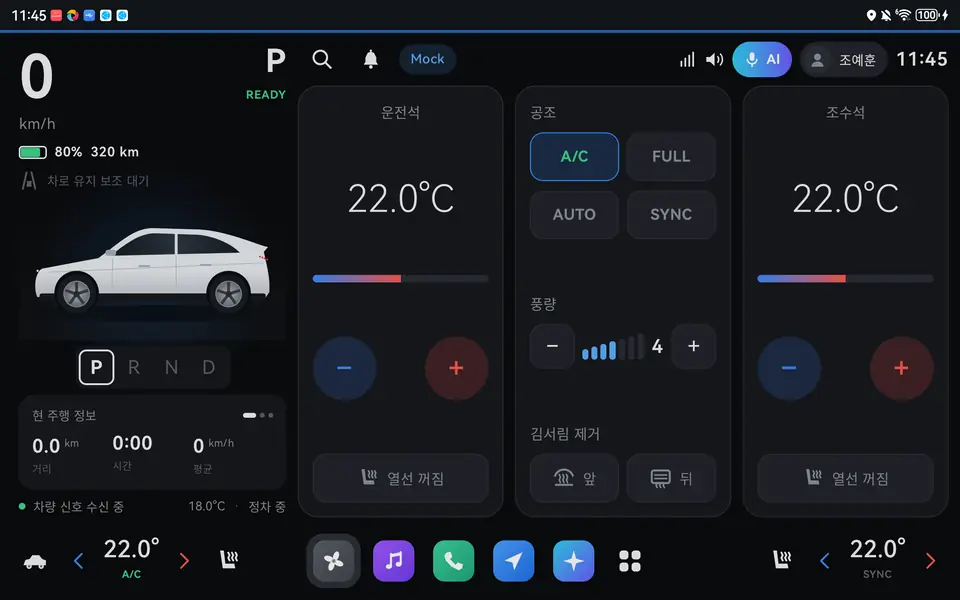 11:45
100
0
km/h
P
READY
80% 320 km
차로 유지 보조 대기
P R N D
현 주행 정보
0.0 km
거리
0:00
시간
0 km/h
평균
차량 신호 수신 중
18.0°C · 정차 중
Mock
AI
조예훈
11:45
운전석
22.0°C
−
+
열선 꺼짐
공조
A/C
FULL
AUTO
SYNC
풍량
− 4 +
김서림 제거
앞
뒤
조수석
22.0°C
−
+
열선 꺼짐
22.0°
A/C
22.0°
SYNC